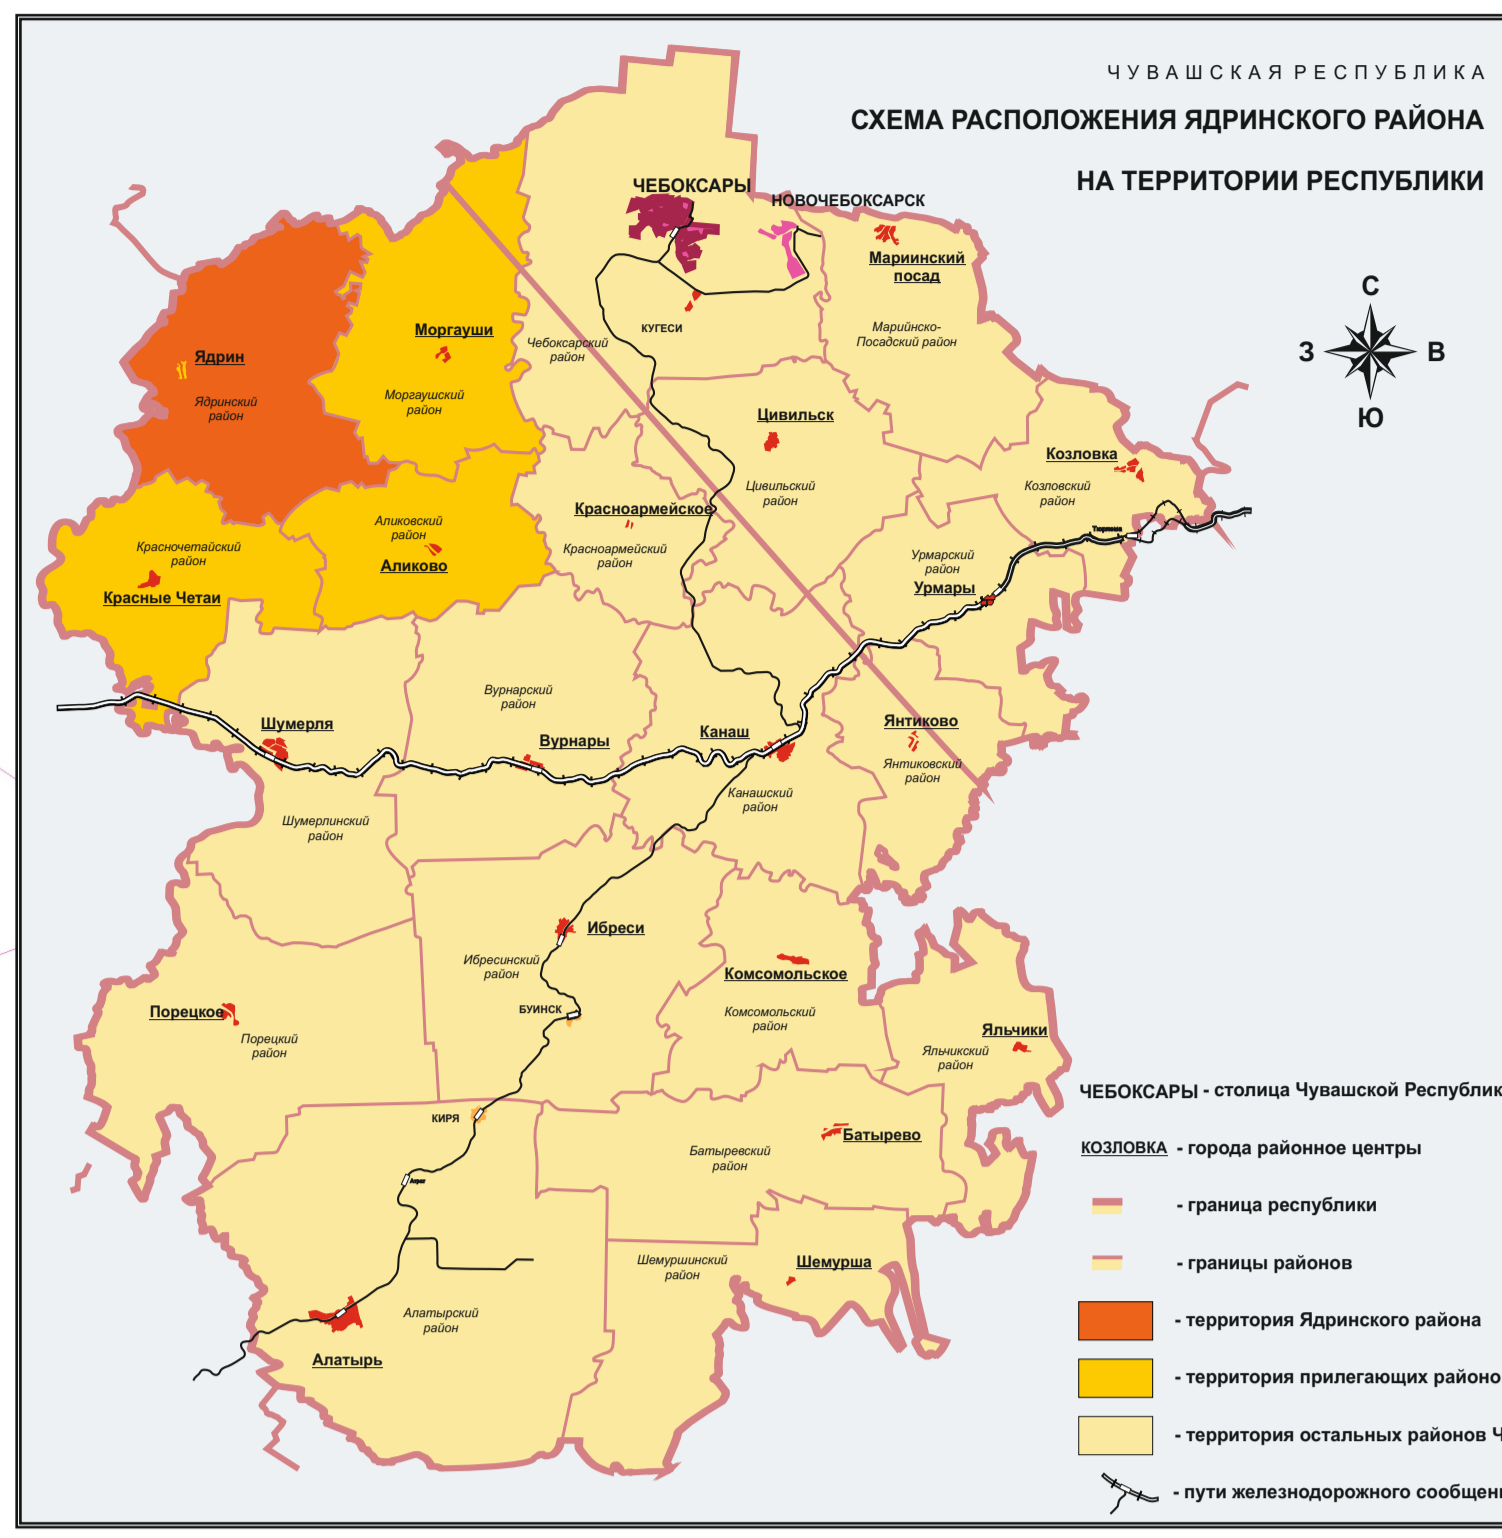 ЧУВАШСКАЯ РЕСПУБЛИКА
СХЕМА РАСПОЛОЖЕНИЯ ЯДРИНСКОГО РАЙОНА
НА ТЕРРИТОРИИ РЕСПУБЛИКИ
ЧЕБОКСАРЫ
НОВОЧЕБОКСАРСК
Мариинский
посад
С
З
В
Ю
КУГЕСИ
Марийнско-
Посадский район
Чебоксарский
район
Моргауши
Моргаушский
район
Ядрин
Ядринский
район
Цивильск
Цивильский
район
Козловка
Козловский
район
Красноармейское
Красноармейский
район
Аликовский
район
Аликово
Красночетайский
район
Красные Четаи
Урмарский
район
Урмары
Вурнарский
район
Вурнары
Шумерля
Шумерлинский
район
Канаш
Канашский
район
Янтиково
Янтиковский
район
Ибреси
Ибресинский
район
БУИНСК
Комсомольское
Комсомольский
район
Порецкое
Порецкий
район
Яльчики
Яльчикский
район
КИРЯ
Батырево
Батыревский
район
Шемурша
Шемуршинский
район
Алатырский
район
Алатырь
ЧЕБОКСАРЫ - столица Чувашской Республик
КОЗЛОВКА - города районное центры
- граница республики
- границы районов
- территория Ядринского района
- территория прилегающих районо
- территория остальных районов Ч
- пути железнодорожного сообщен